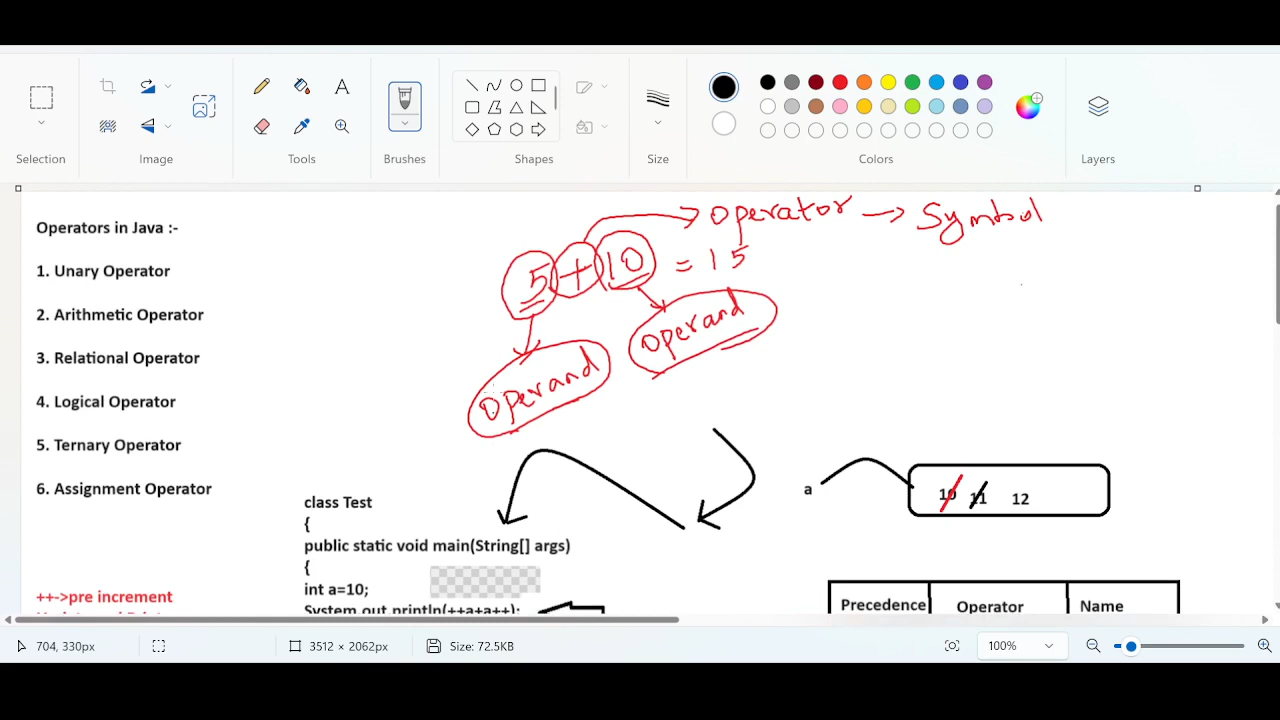 Selection
Image
Tools
Brushes
Shapes
Size
Colors
Layers
A
Operators in Java :-
1. Unary Operator
2. Arithmetic Operator
3. Relational Operator
4. Logical Operator
5. Ternary Operator
6. Assignment Operator
operator → Symbol
5 + 10 = 15
operand
operand
class Test
{
public static void main(String[] args)
{
int a=10;
System.out.println(++a+a++);
++->pre increment
a
10 11 12
Precedence Operator Name
704, 330px
3512 × 2062px
Size: 72.5KB
100%